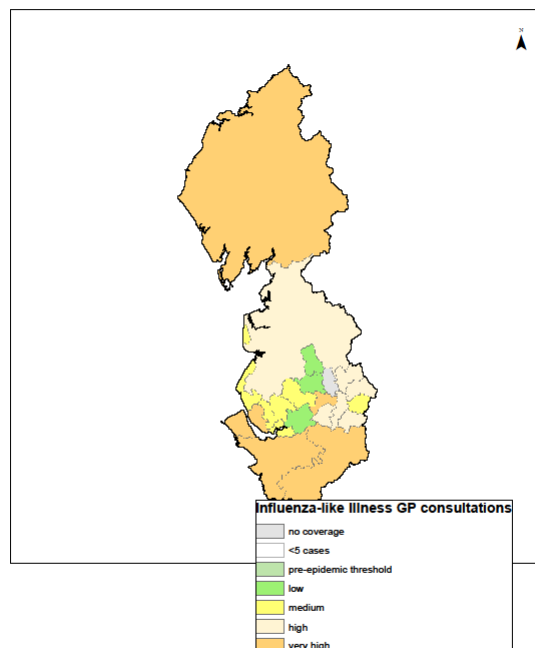 N
Influenza-like Illness GP consultations
no coverage
<5 cases
pre-epidemic threshold
low
medium
high
very high